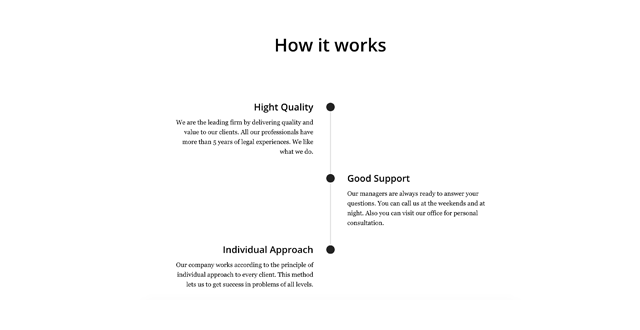 How it works
Hight Quality
We are the leading firm by delivering quality and
value to our clients. All our professionals have
more than 5 years of legal experiences. We like
what we do.
Good Support
Our managers are always ready to answer your
questions. You can call us at the weekends and at
night. Also you can visit our office for personal
consultation.
Individual Approach
Our company works according to the principle of
individual approach to every client. This method
lets us to get success in problems of all levels.